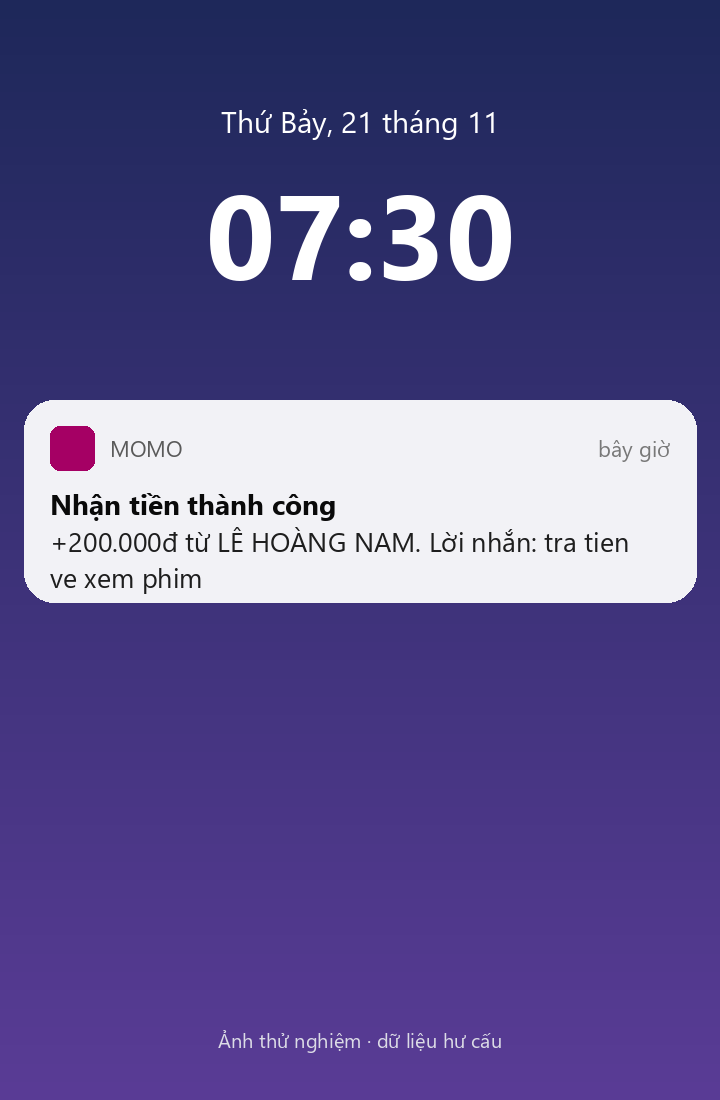 Thứ Bảy, 21 tháng 11
07:30
MOMO
bây giờ
Nhận tiền thành công
+200.000đ từ LÊ HOÀNG NAM. Lời nhắn: tra tien
ve xem phim
Ảnh thử nghiệm · dữ liệu hư cấu